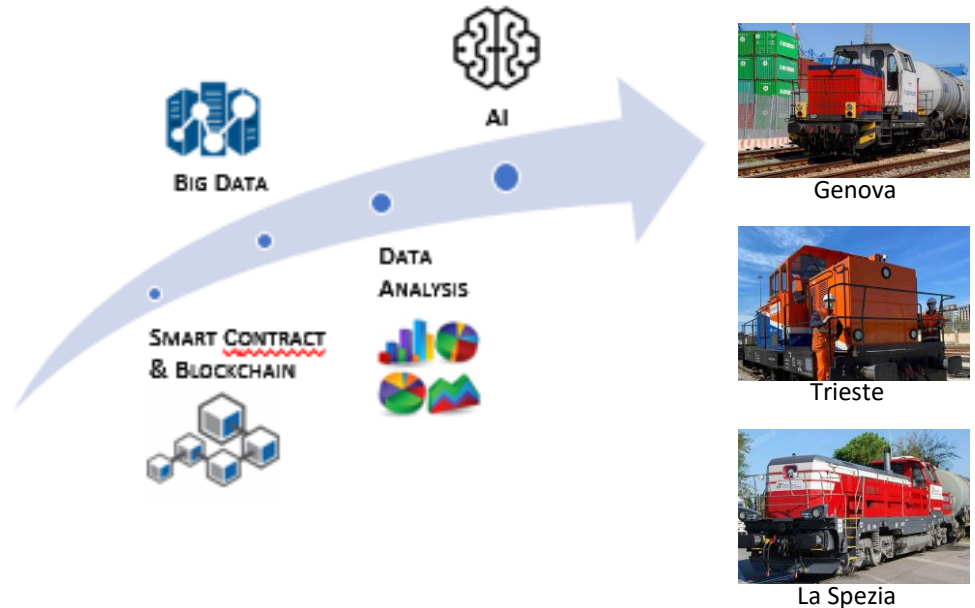 AI
BIG DATA
DATA
ANALYSIS
SMART CONTRACT
& BLOCKCHAIN
Genova
Trieste
La Spezia